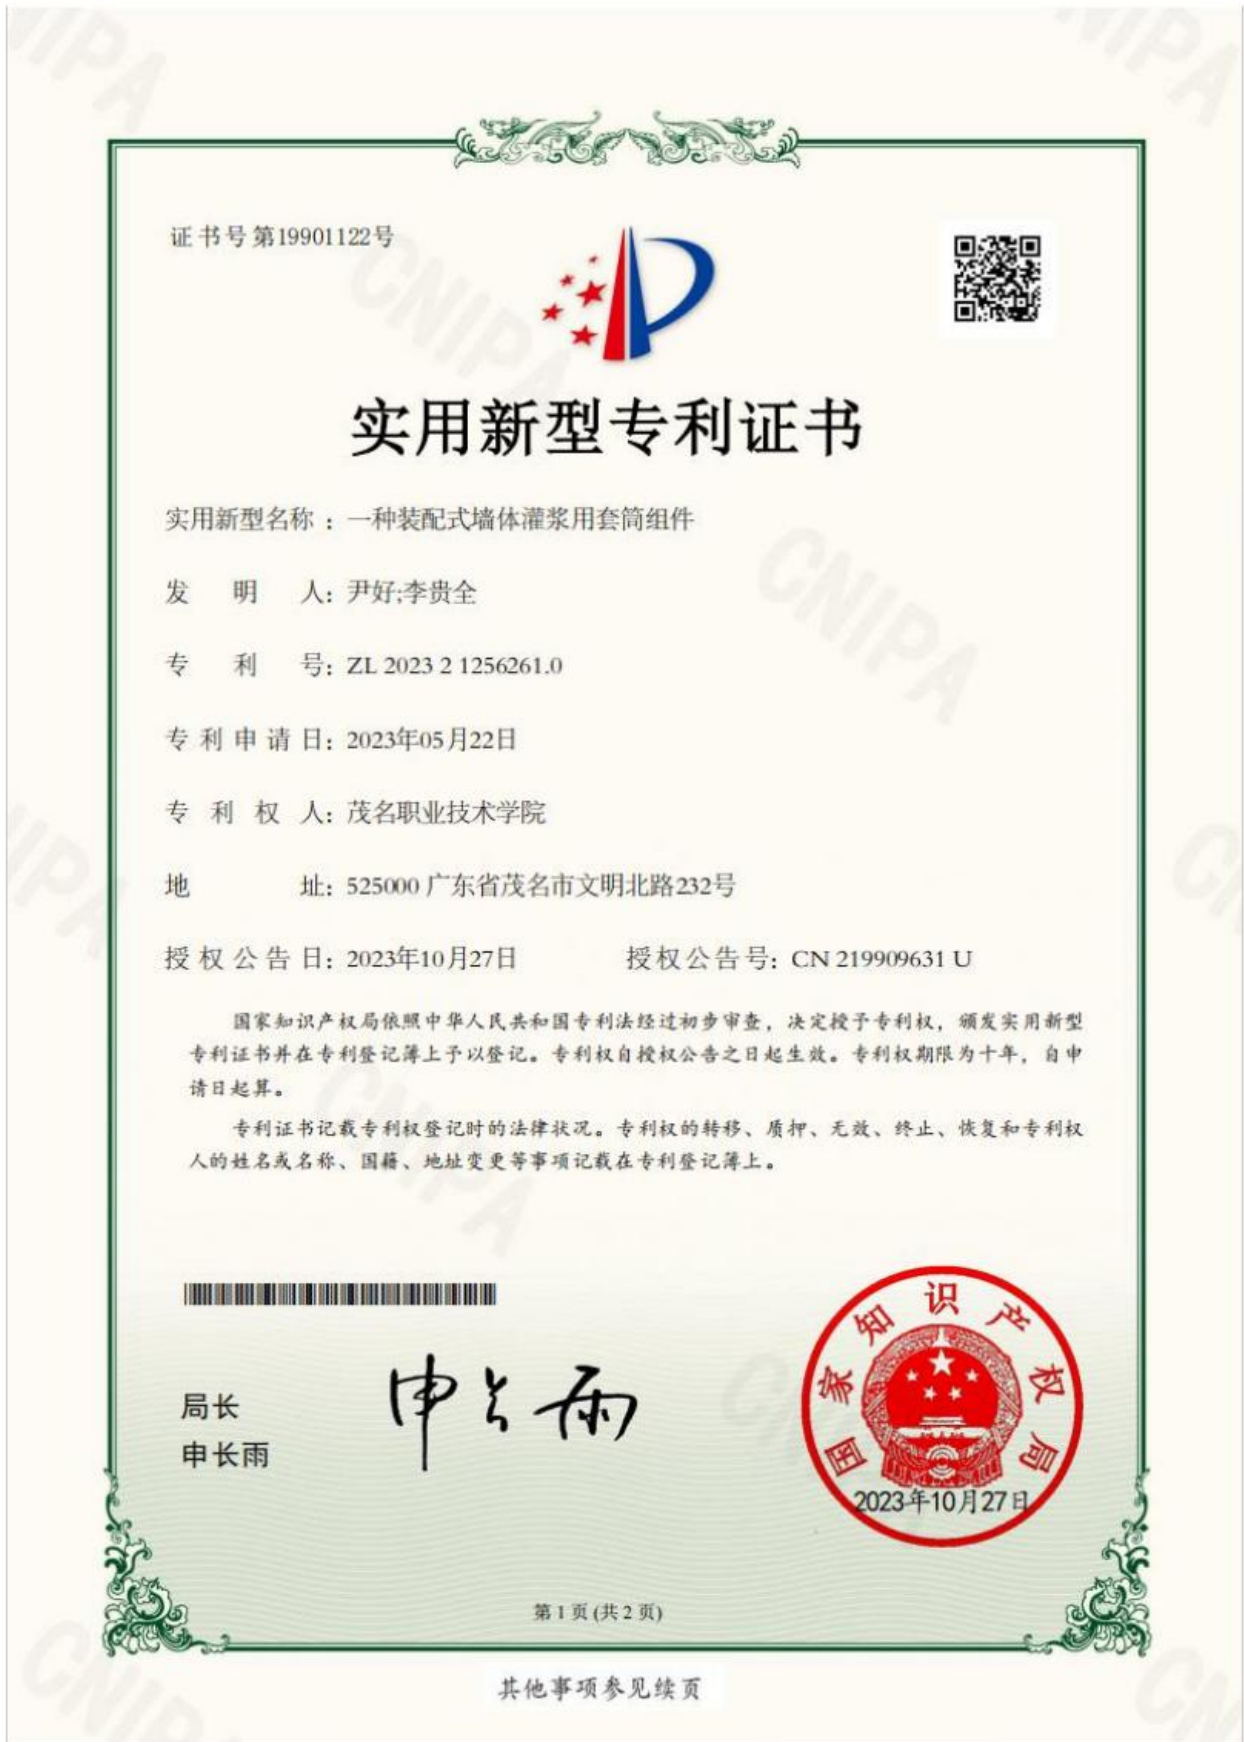 证书号第19901122号
实用新型专利证书
实用新型名称：一种装配式墙体灌浆用套筒组件
发明人：尹好;李贵全
专利号：ZL 2023 2 1256261.0
专利申请日：2023年05月22日
专利权人：茂名职业技术学院
地址：525000 广东省茂名市文明北路232号
授权公告日：2023年10月27日 授权公告号：CN 219909631 U
国家知识产权局依照中华人民共和国专利法经过初步审查，决定授予专利权，颁发实用新型
专利证书并在专利登记簿上予以登记。专利权自授权公告之日起生效。专利权期限为十年，自申
请日起算。
专利证书记载专利权登记时的法律状况。专利权的转移、质押、无效、终止、恢复和专利权
人的姓名或名称、国籍、地址变更等事项记载在专利登记簿上。
局长
申长雨
申长雨
国家知识产权局
2023年10月27日
第 1 页 (共 2 页)
其他事项参见续页
CNIPA
CNIPA
CNIPA
CNIPA
CNIPA
CNIPA
CNIPA